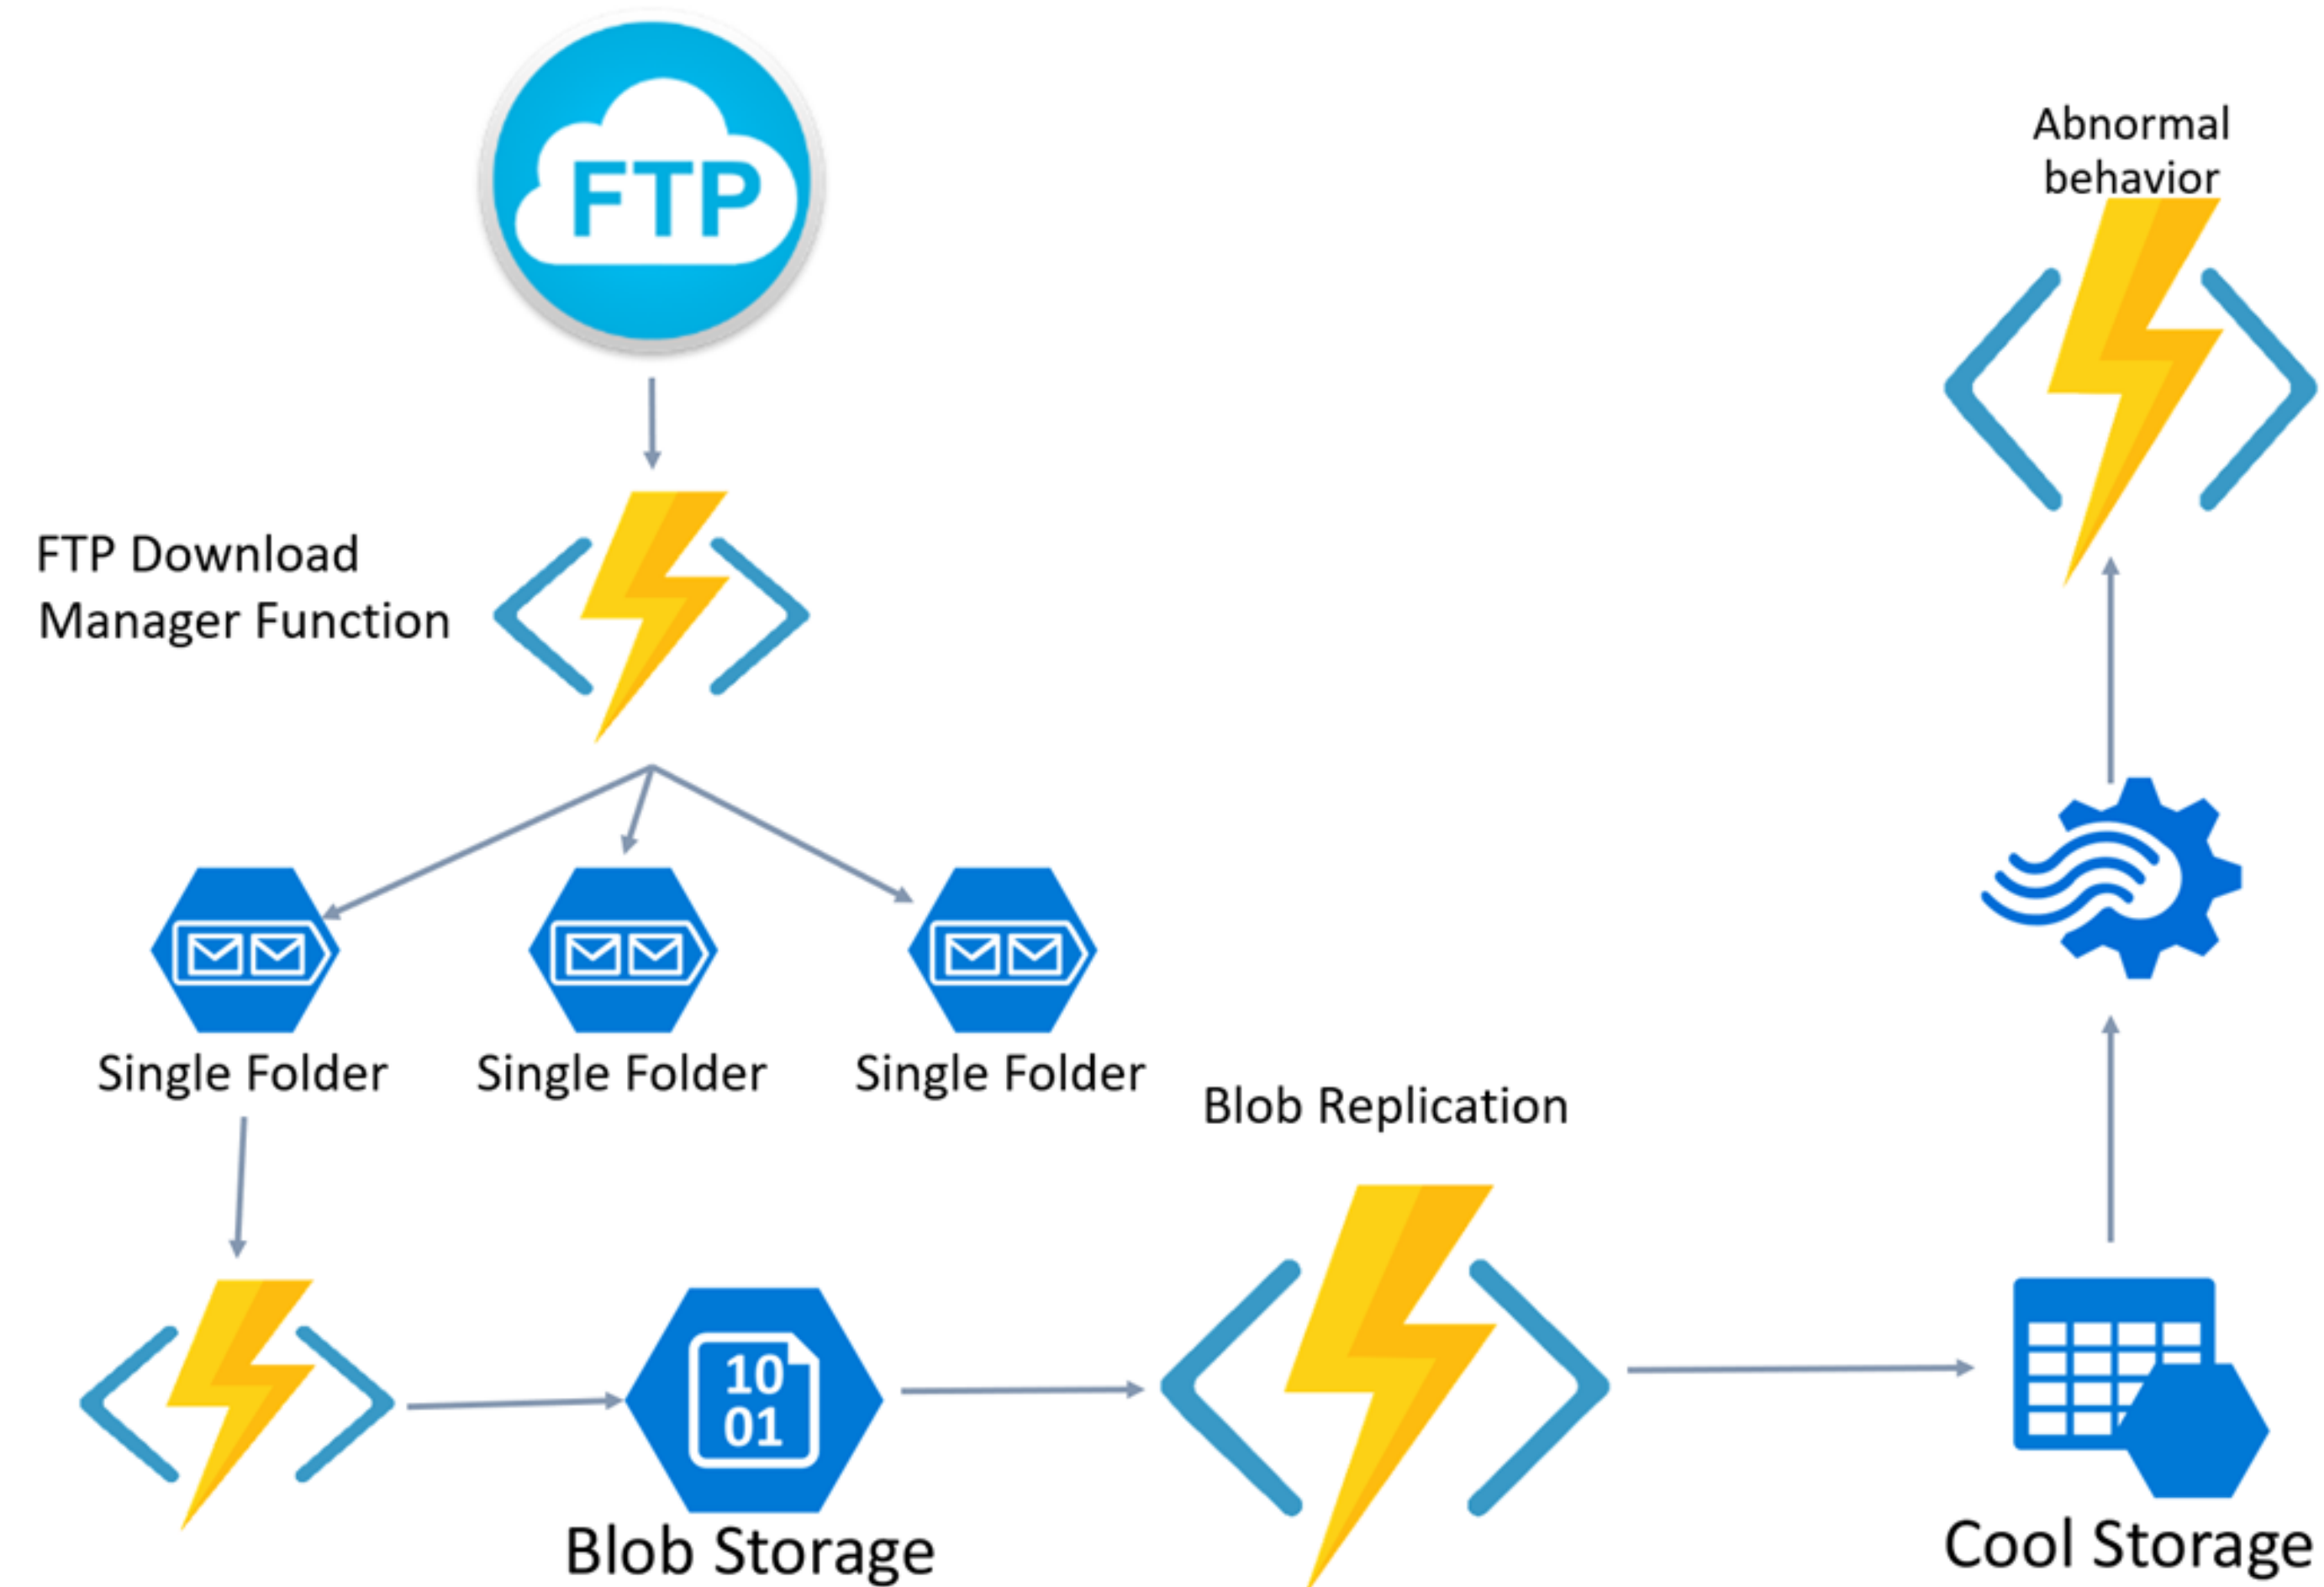 FTP
Abnormal
behavior
FTP Download
Manager Function
Single Folder
Single Folder
Single Folder
Blob Replication
10
01
Blob Storage
Cool Storage